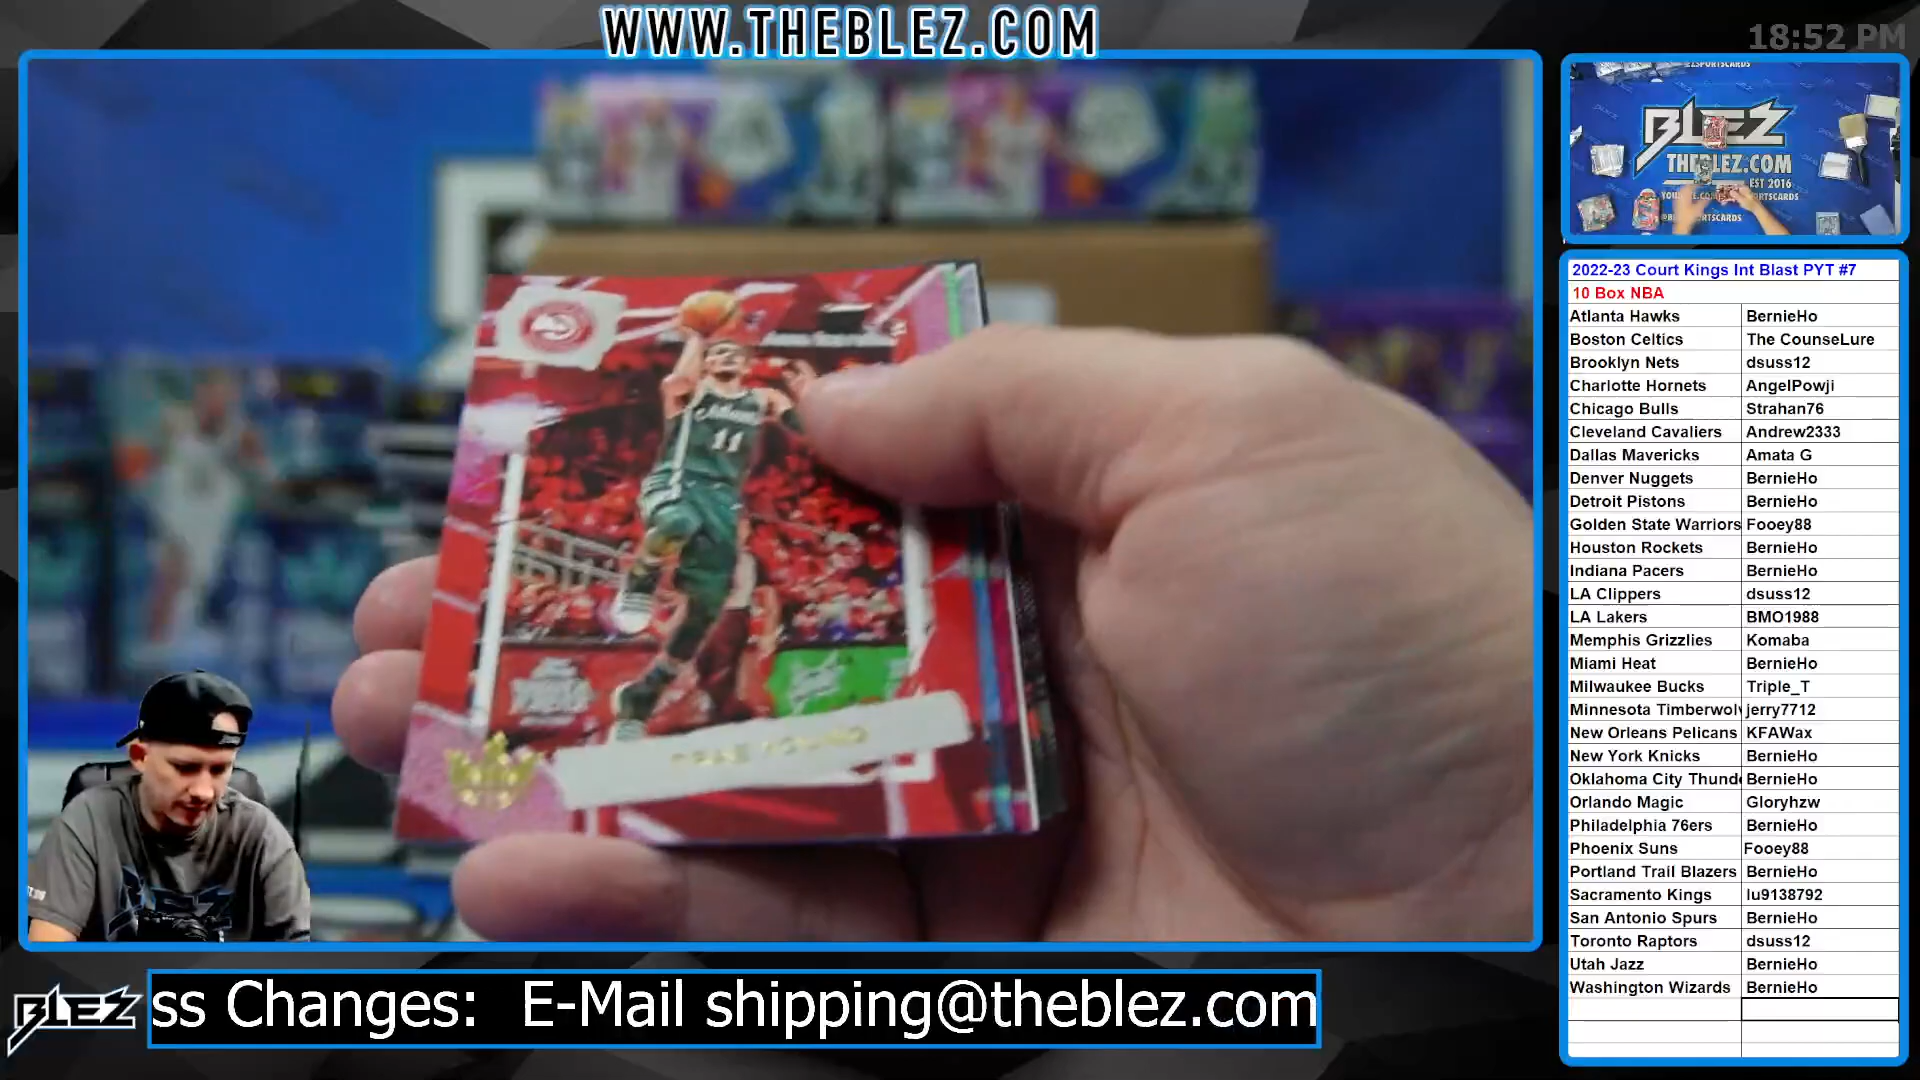 WWW.THEBLEZ.COM
18:52 PM
BLEZ
THEBLEZ.COM
EST 2016
11
TRAE YOUNG
2022-23 Court Kings Int Blast PYT #7
10 Box NBA
Atlanta Hawks BernieHo
Boston Celtics The CounseLure
Brooklyn Nets dsuss12
Charlotte Hornets AngelPowji
Chicago Bulls Strahan76
Cleveland Cavaliers Andrew2333
Dallas Mavericks Amata G
Denver Nuggets BernieHo
Detroit Pistons BernieHo
Golden State Warriors Fooey88
Houston Rockets BernieHo
Indiana Pacers BernieHo
LA Clippers dsuss12
LA Lakers BMO1988
Memphis Grizzlies Komaba
Miami Heat BernieHo
Milwaukee Bucks Triple_T
Minnesota Timberwolv jerry7712
New Orleans Pelicans KFAWax
New York Knicks BernieHo
Oklahoma City Thunde BernieHo
Orlando Magic Gloryhzw
Philadelphia 76ers BernieHo
Phoenix Suns Fooey88
Portland Trail Blazers BernieHo
Sacramento Kings lu9138792
San Antonio Spurs BernieHo
Toronto Raptors dsuss12
Utah Jazz BernieHo
Washington Wizards BernieHo
BLEZ
ss Changes: E-Mail shipping@theblez.com